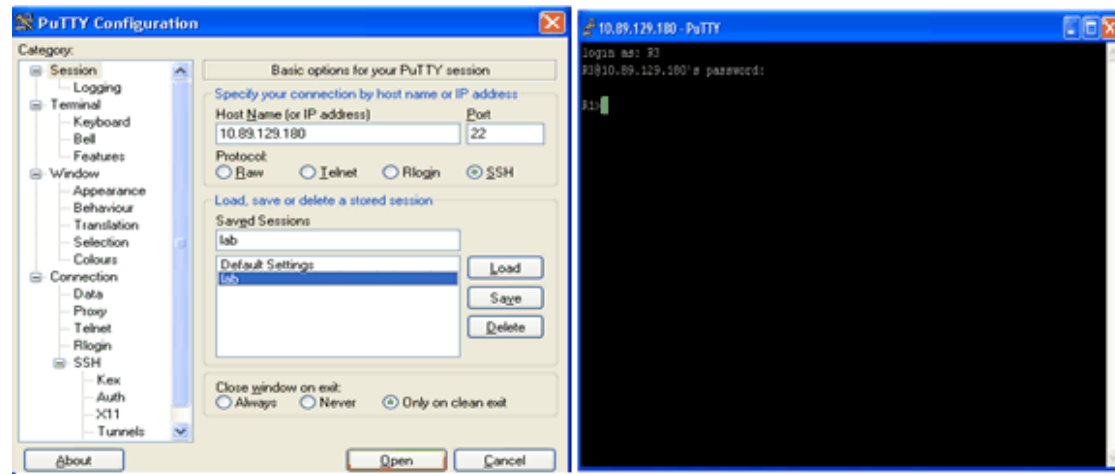 PuTTY Configuration
Category:
Session
Logging
Terminal
Keyboard
Bell
Features
Window
Appearance
Behaviour
Translation
Selection
Colours
Connection
Data
Proxy
Telnet
Rlogin
SSH
Kex
Auth
X11
Tunnels
Basic options for your PuTTY session
Specify your connection by host name or IP address
Host Name (or IP address) Port
10.89.129.180 22
Protocol:
Raw Telnet Rlogin SSH
Load, save or delete a stored session
Saved Sessions
lab
Default Settings
lab
Load
Save
Delete
Close window on exit:
Always Never Only on clean exit
About Open Cancel
10.89.129.180 - PuTTY
login as: R3
R3@10.89.129.180's password:
R1>